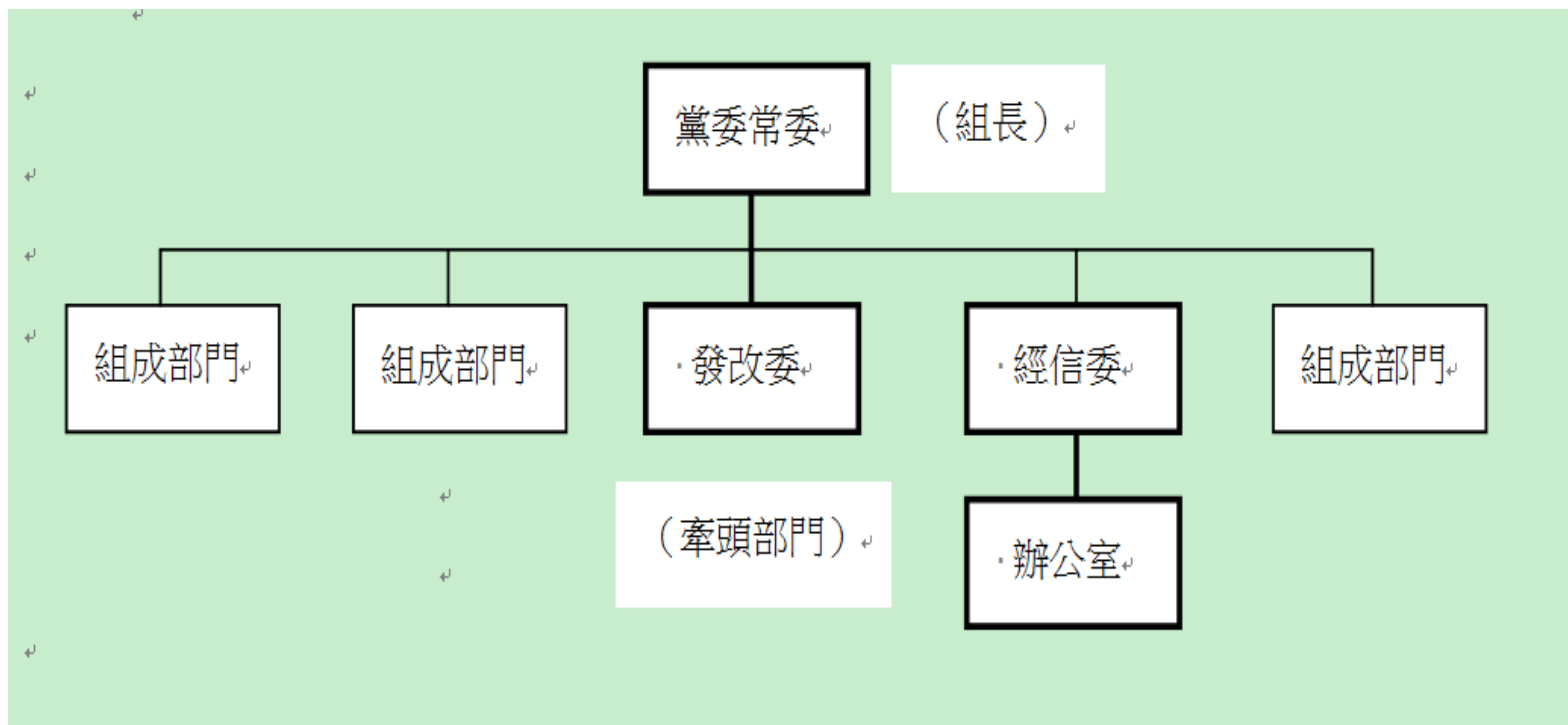 黨委常委
（組長）
組成部門
組成部門
發改委
經信委
組成部門
（牽頭部門）
辦公室